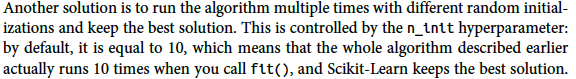 Another solution is to run the algorithm multiple times with different random initial-
izations and keep the best solution. This is controlled by the n_init hyperparameter:
by default, it is equal to 10, which means that the whole algorithm described earlier
actually runs 10 times when you call fit(), and Scikit-Learn keeps the best solution.